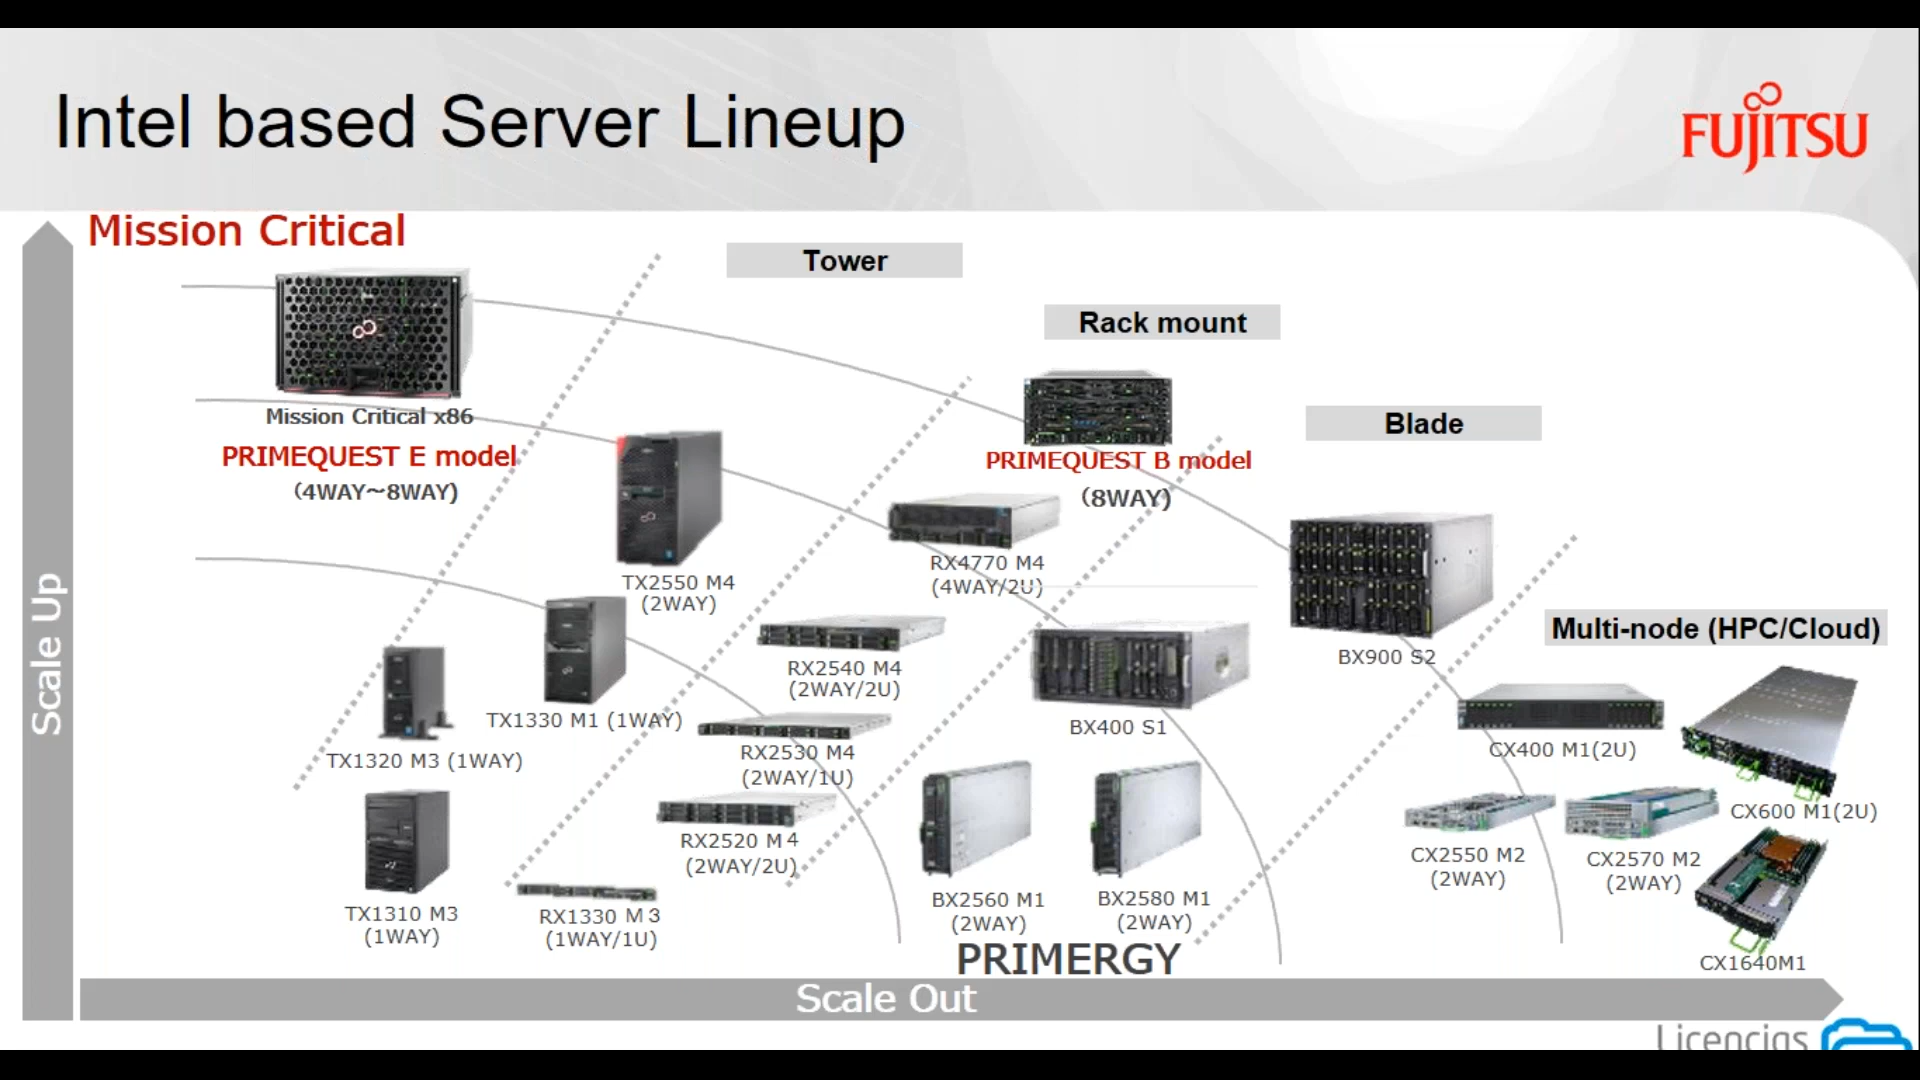 Intel based Server Lineup
FUJITSU
Mission Critical
Tower
Rack mount
Blade
Multi-node (HPC/Cloud)
Mission Critical x86
PRIMEQUEST E model
(4WAY～8WAY)
PRIMEQUEST B model
(8WAY)
TX2550 M4
(2WAY)
RX4770 M4
(4WAY/2U)
BX900 S2
TX1330 M1 (1WAY)
RX2540 M4
(2WAY/2U)
BX400 S1
TX1320 M3 (1WAY)
RX2530 M4
(2WAY/1U)
CX400 M1(2U)
CX600 M1(2U)
RX2520 M4
(2WAY/2U)
CX2550 M2
(2WAY)
CX2570 M2
(2WAY)
TX1310 M3
(1WAY)
RX1330 M3
(1WAY/1U)
BX2560 M1
(2WAY)
BX2580 M1
(2WAY)
CX1640M1
PRIMERGY
Scale Up
Scale Out
Licencias